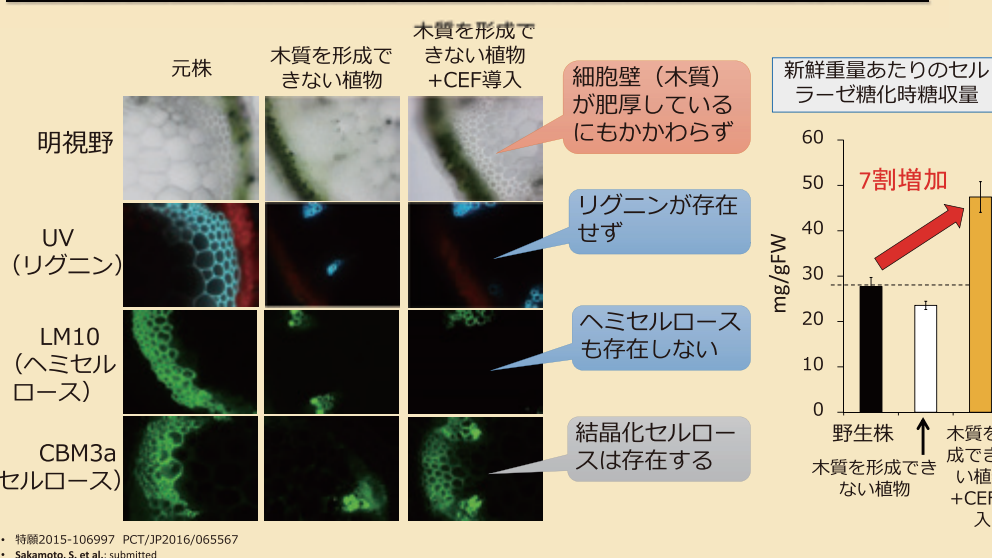 元株
木質を形成で
きない植物
木質を形成で
きない植物
+CEF導入
明視野
UV
（リグニン）
LM10
（ヘミセル
ロース）
CBM3a
セルロース）
細胞壁（木質）
が肥厚している
にもかかわらず
リグニンが存在
せず
ヘミセルロース
も存在しない
結晶化セルロー
スは存在する
新鮮重量あたりのセル
ラーゼ糖化時糖収量
60
50
40
30
20
10
0
mg/gFW
7割増加
野生株
木質を形成でき
ない植物
木質を
成でき
い植
+CEF
入
• 特願2015-106997 PCT/JP2016/065567
• Sakamoto, S. et al.: submitted